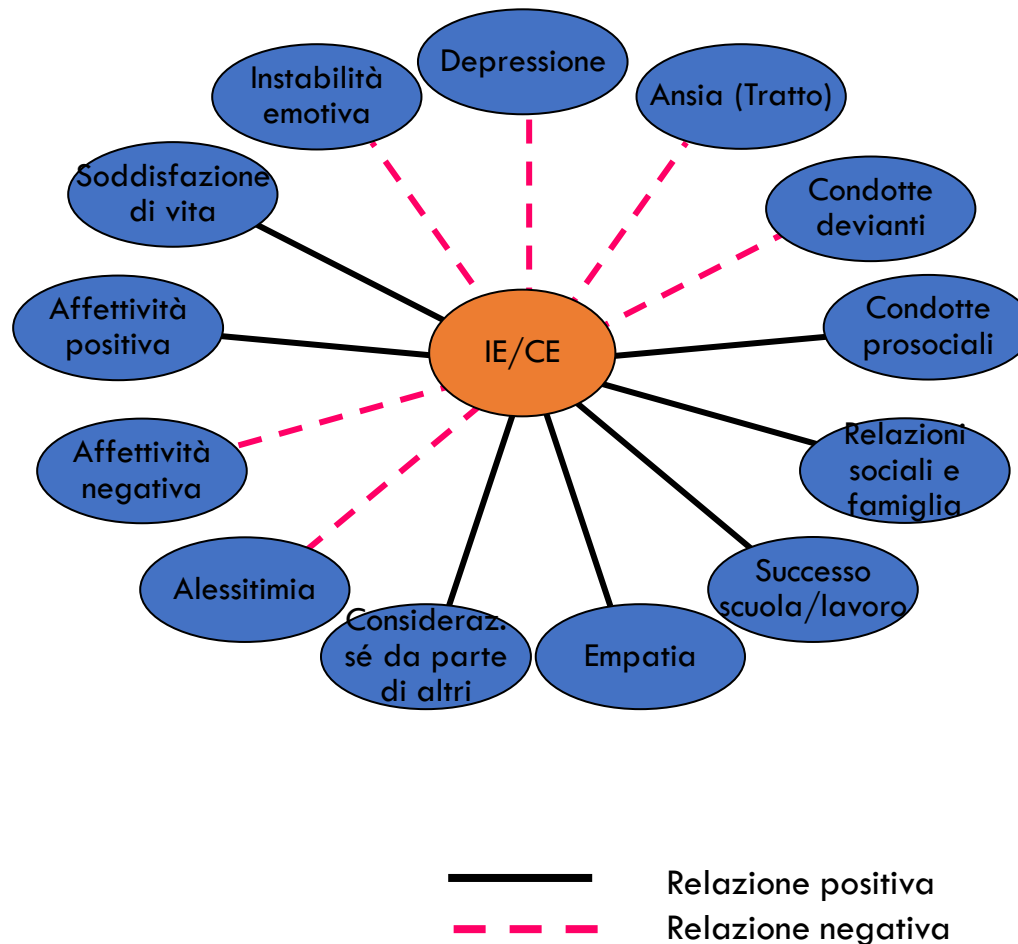 Depressione
Instabilità
emotiva
Ansia (Tratto)
Soddisfazione
di vita
Condotte
devianti
Affettività
positiva
IE/CE
Condotte
prosociali
Affettività
negativa
Relazioni
sociali e
famiglia
Alessitimia
Successo
scuola/lavoro
Consideraz.
sé da parte
di altri
Empatia
Relazione positiva
Relazione negativa